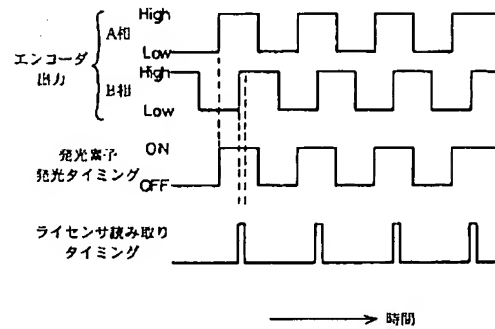 High
A相
Low
エンコーダ
出力
High
B相
Low
発光素子
発光タイミング
ON
OFF
ライセンサ読み取り
タイミング
時間